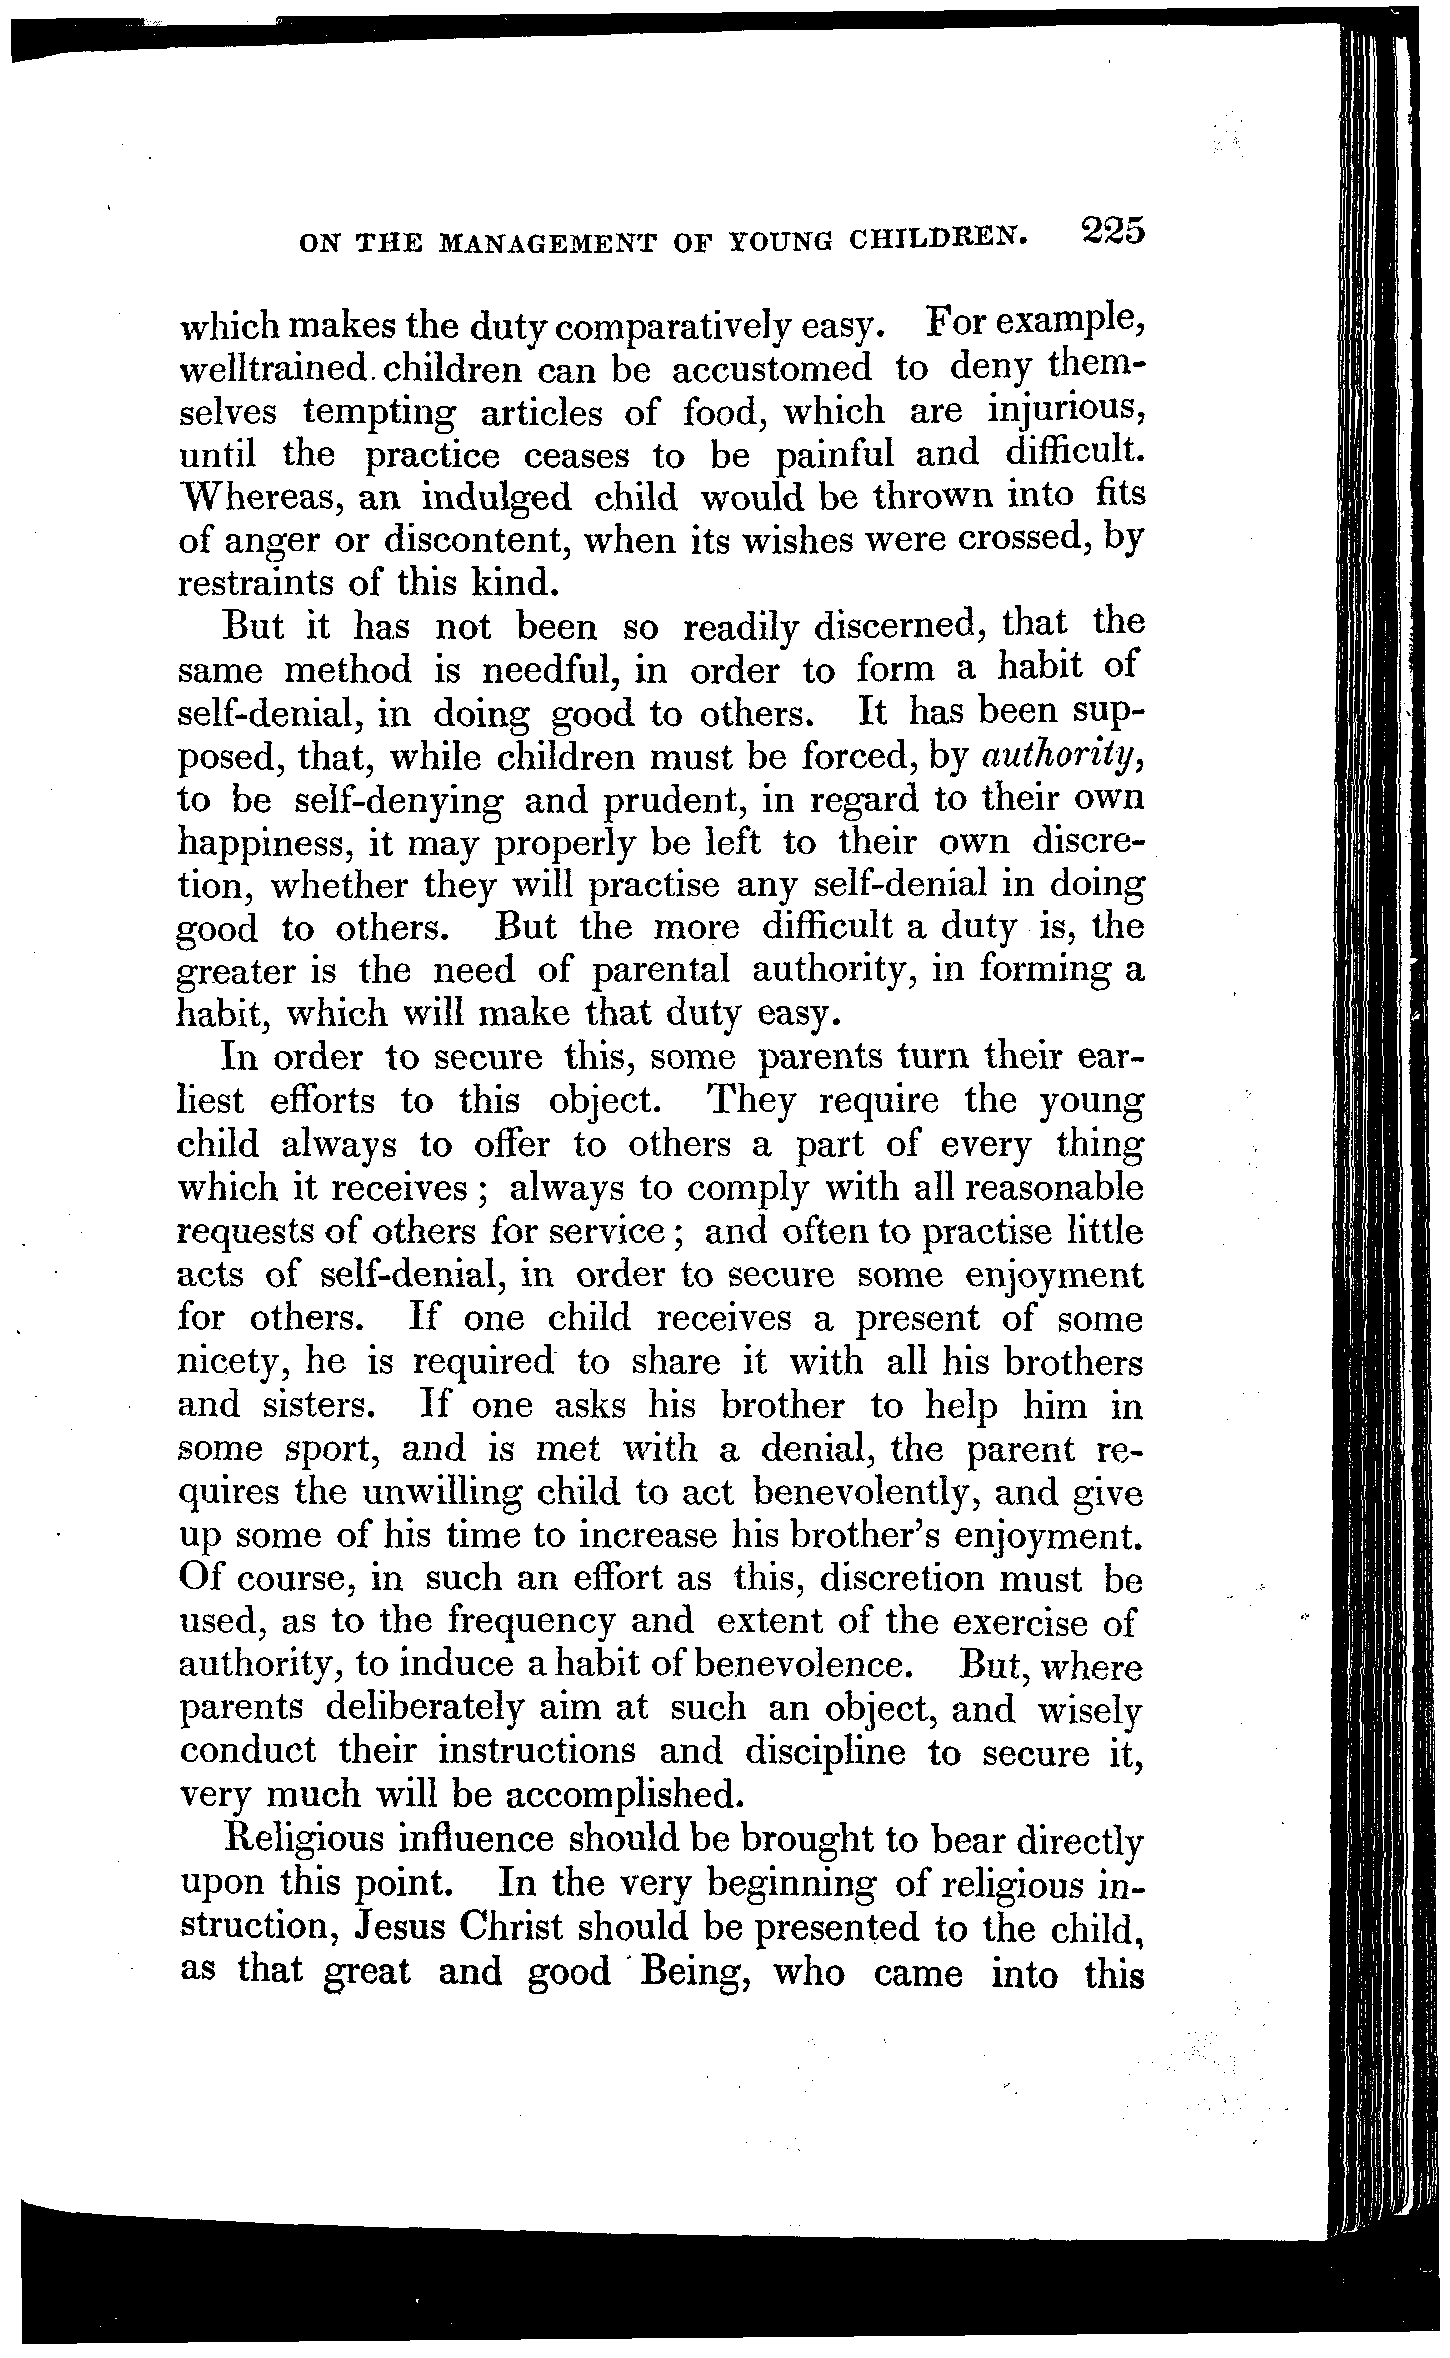 ON THE MANAGEMENT OF YOUNG CHILDREN. 225
which makes the duty comparatively easy. For example,
welltrained children can be accustomed to deny them-
selves tempting articles of food, which are injurious,
until the practice ceases to be painful and difficult.
Whereas, an indulged child would be thrown into fits
of anger or discontent, when its wishes were crossed, by
restraints of this kind.
But it has not been so readily discerned, that the
same method is needful, in order to form a habit of
self-denial, in doing good to others. It has been sup-
posed, that, while children must be forced, by authority,
to be self-denying and prudent, in regard to their own
happiness, it may properly be left to their own discre-
tion, whether they will practise any self-denial in doing
good to others. But the more difficult a duty is, the
greater is the need of parental authority, in forming a
habit, which will make that duty easy.
In order to secure this, some parents turn their ear-
liest efforts to this object. They require the young
child always to offer to others a part of every thing
which it receives; always to comply with all reasonable
requests of others for service; and often to practise little
acts of self-denial, in order to secure some enjoyment
for others. If one child receives a present of some
nicety, he is required to share it with all his brothers
and sisters. If one asks his brother to help him in
some sport, and is met with a denial, the parent re-
quires the unwilling child to act benevolently, and give
up some of his time to increase his brother's enjoyment.
Of course, in such an effort as this, discretion must be
used, as to the frequency and extent of the exercise of
authority, to induce a habit of benevolence. But, where
parents deliberately aim at such an object, and wisely
conduct their instructions and discipline to secure it,
very much will be accomplished.
Religious influence should be brought to bear directly
upon this point. In the very beginning of religious in-
struction, Jesus Christ should be presented to the child,
as that great and good Being, who came into this